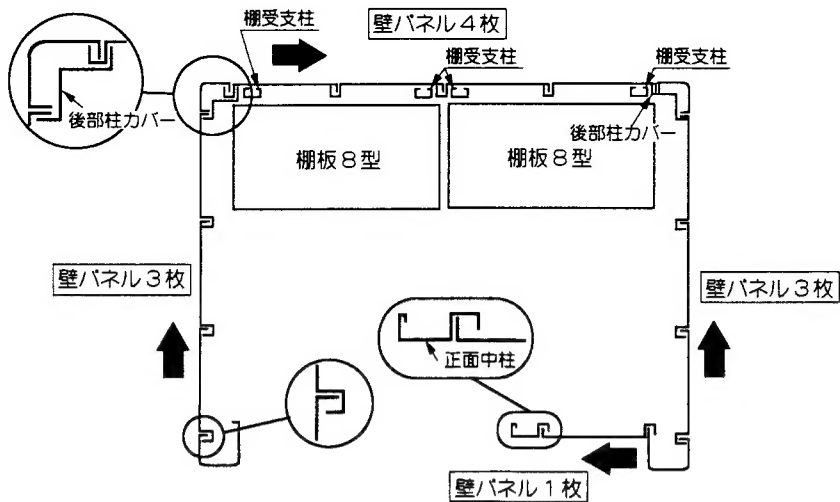 壁パネル4枚
棚受支柱
棚受支柱
棚受支柱
後部柱カバー
後部柱カバー
棚板8型
棚板8型
壁パネル3枚
壁パネル3枚
正面中柱
壁パネル1枚